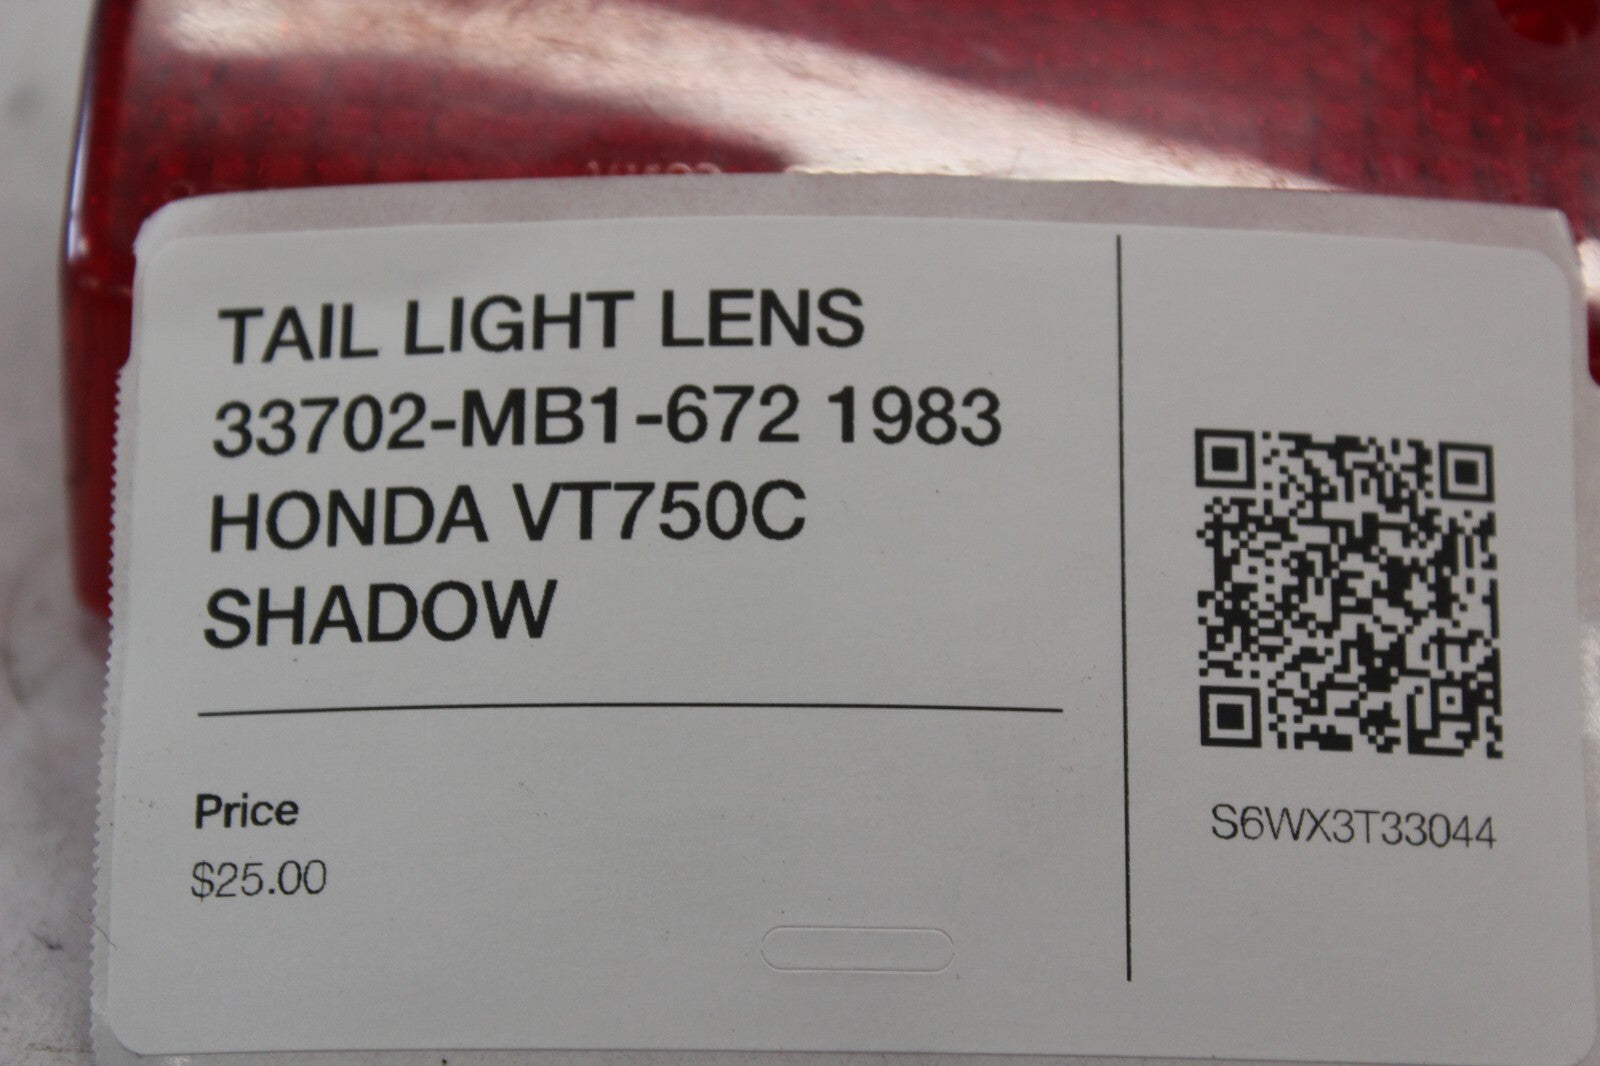 TAIL LIGHT LENS
33702-MB1-672 1983
HONDA VT750C
SHADOW
Price
$25.00
S6WX3T33044